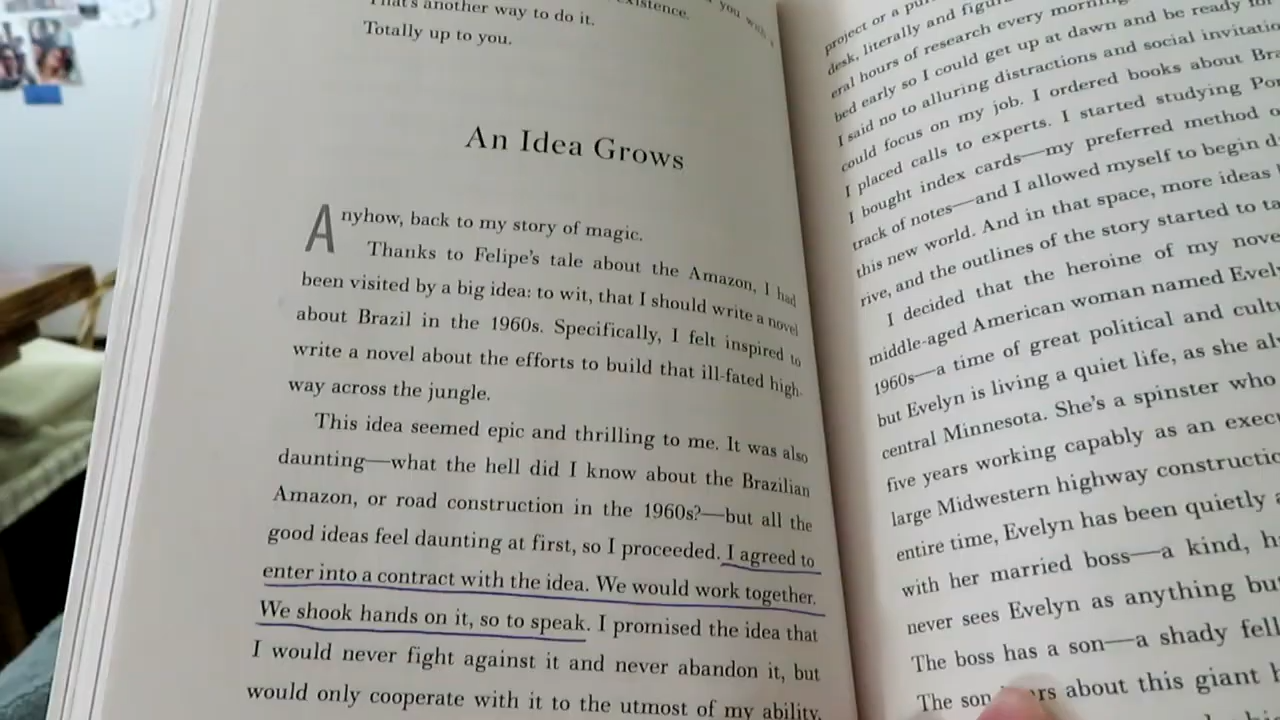 existence.
you with
That's another way to do it.
Totally up to you.
An Idea Grows
Anyhow, back to my story of magic.
Thanks to Felipe's tale about the Amazon, I had
been visited by a big idea: to wit, that I should write a novel
about Brazil in the 1960s. Specifically, I felt inspired to
write a novel about the efforts to build that ill-fated high-
way across the jungle.
This idea seemed epic and thrilling to me. It was also
daunting—what the hell did I know about the Brazilian
Amazon, or road construction in the 1960s?—but all the
good ideas feel daunting at first, so I proceeded. I agreed to
enter into a contract with the idea. We would work together.
We shook hands on it, so to speak. I promised the idea that
I would never fight against it and never abandon it, but
would only cooperate with it to the utmost of my ability,
project or a
desk, literally and
eral hours of research every
bed early so I could get up at dawn and be ready for
I said no to alluring distractions and social
could focus on my job. I ordered books about
I placed calls to experts. I started studying
I bought index cards—my preferred method
track of notes—and I allowed myself to begin
this new world. And in that space, more ideas
rive, and the outlines of the story started to
I decided that the heroine of my
middle-aged American woman named
1960s—a time of great political and
but Evelyn is living a quiet life, as she
central Minnesota. She's a spinster who
five years working capably as an
large Midwestern highway
entire time, Evelyn has been quietly
with her married boss—a kind,
never sees Evelyn as anything
The boss has a son—a shady
The son about this giant